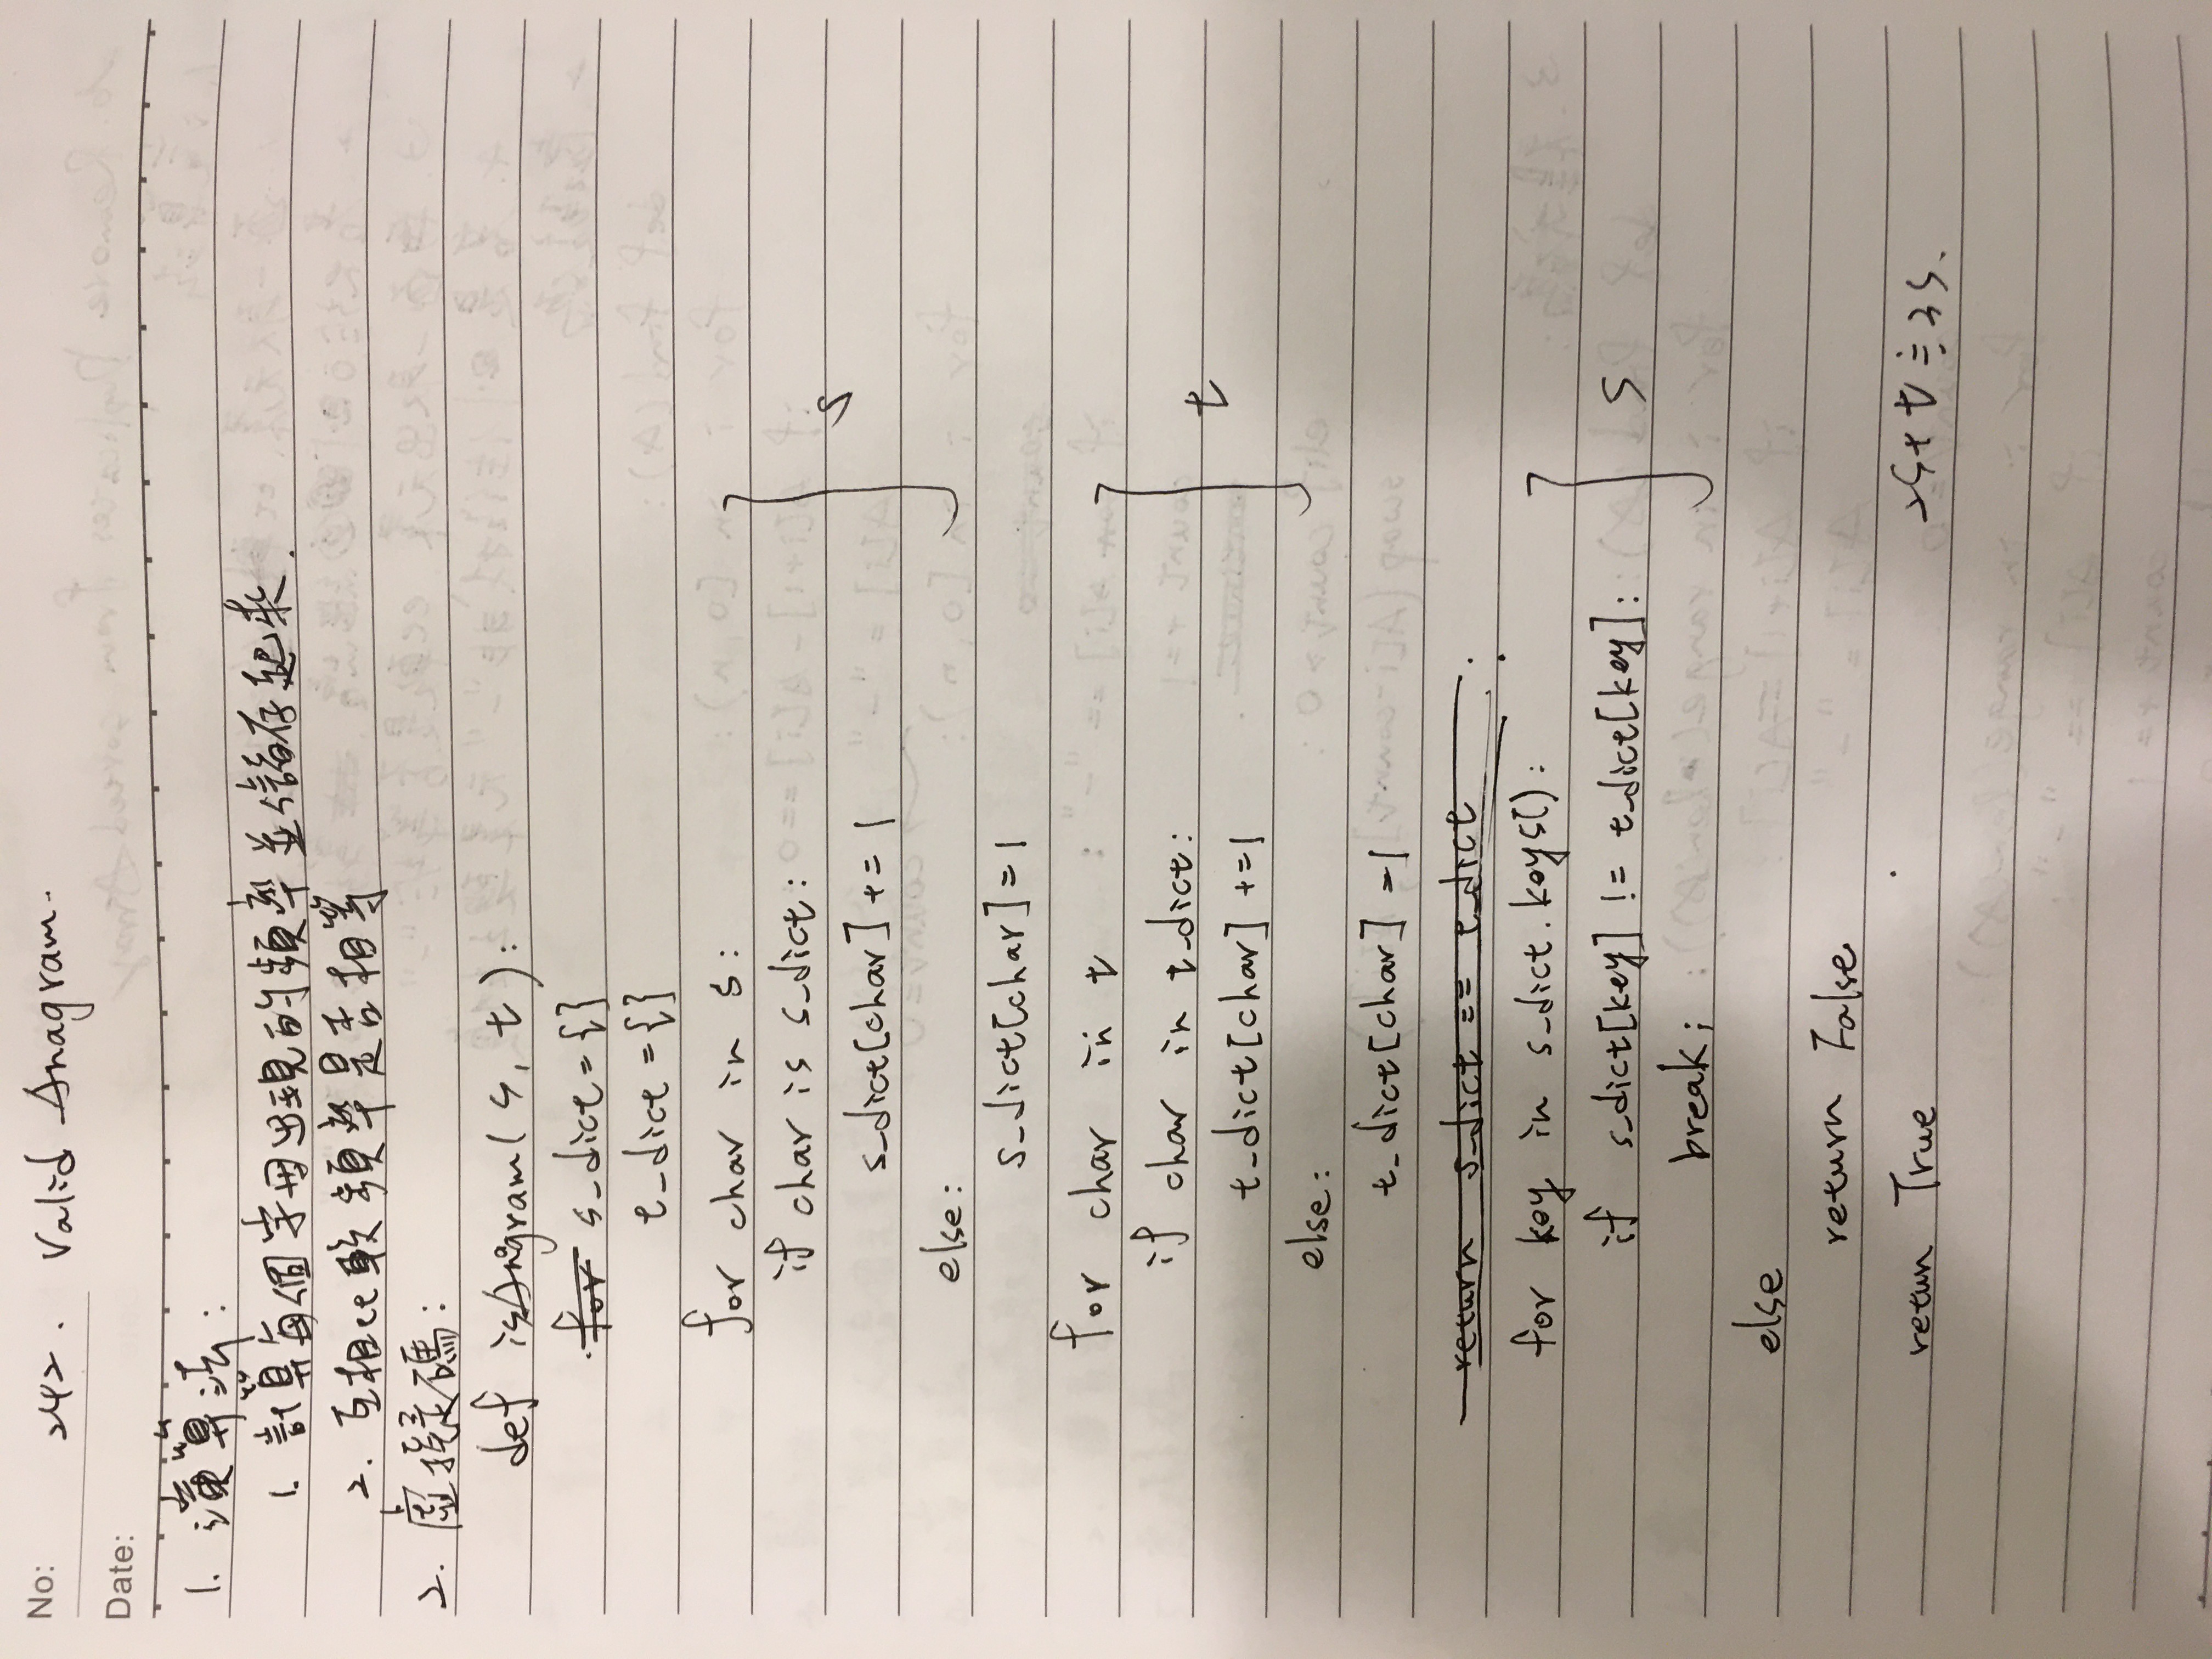 No: 242. Valid Anagram.
Date:
1. 演算法:
1. 計算每個字母出現的頻率並儲存起來.
2. 互相比較頻率是否相等
2. 虛擬碼:
def isAngram(s, t):
for s_dict={}
t_dict={}
for char in s:
if char is s_dict:
s_dict[char] += 1
s
else:
s_dict[char]=1
for char in t
if char in t_dict:
t_dict[char] +=1
t
else:
t_dict[char] =1
return s_dict == t_dict
for key in s_dict.keys():
if s_dict[key] != t_dict[key]:
s
break;
else
return False
retun True
2s+t≒3s.